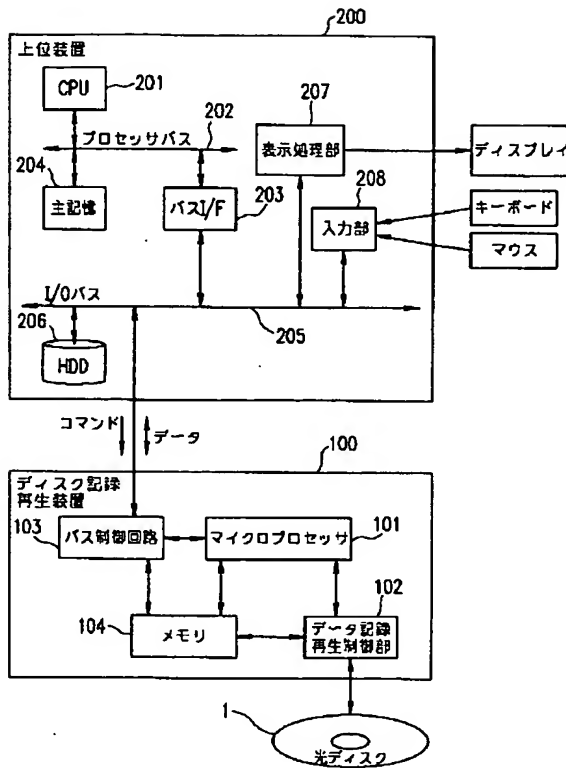 200
上位装置
CPU
201
207
202
プロセッサバス
表示処理部
ディスプレイ
204
208
主記憶
バスI/F
203
入力部
キーボード
マウス
I/Oバス
206
205
HDD
コマンド
データ
100
ディスク記録
再生装置
103
バス制御回路
マイクロプロセッサ
101
102
104
メモリ
データ記録
再生制御部
1
光ディスク